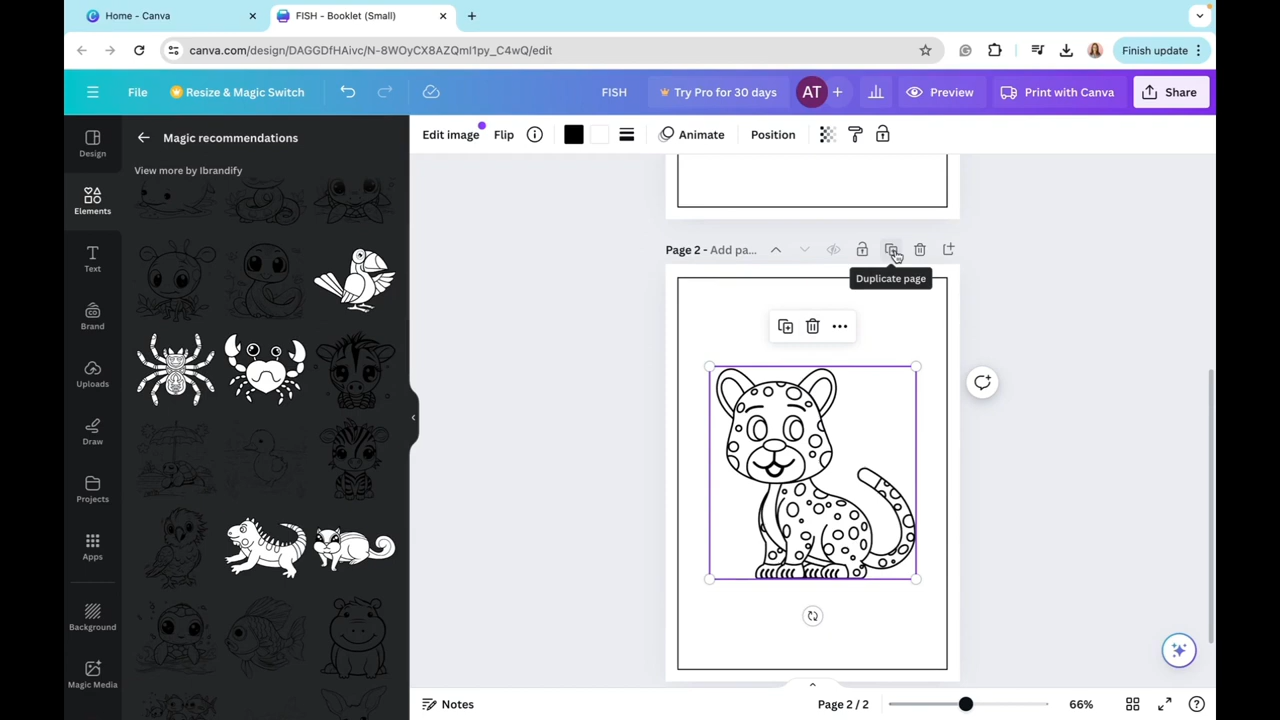 Home - Canva
FISH - Booklet (Small)
canva.com/design/DAGGDfHAivc/N-8WOyCX8AZQmI1py_C4wQ/edit
Finish update
File
Resize & Magic Switch
FISH
Try Pro for 30 days
AT
Preview
Print with Canva
Share
Design
Elements
Text
Brand
Uploads
Draw
Projects
Apps
Background
Magic Media
Magic recommendations
View more by Ibrandify
Edit image
Flip
Animate
Position
Page 2 - Add pa...
Duplicate page
Notes
Page 2 / 2
66%